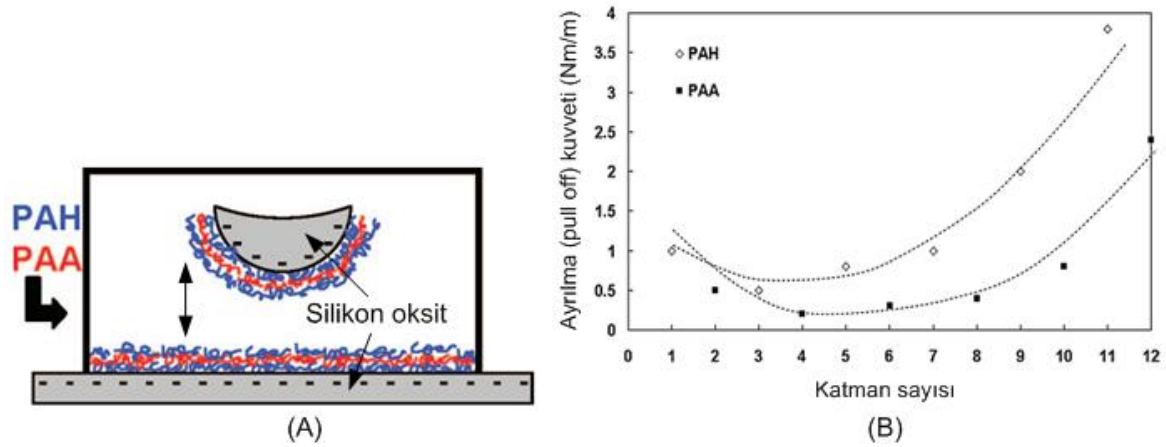 PAH
PAA
Silikon oksit
(A)
Ayrılma (pull off) kuvveti (Nm/m)
4
3.5
3
2.5
2
1.5
1
0.5
0
PAH
PAA
0 1 2 3 4 5 6 7 8 9 10 11 12
Katman sayısı
(B)